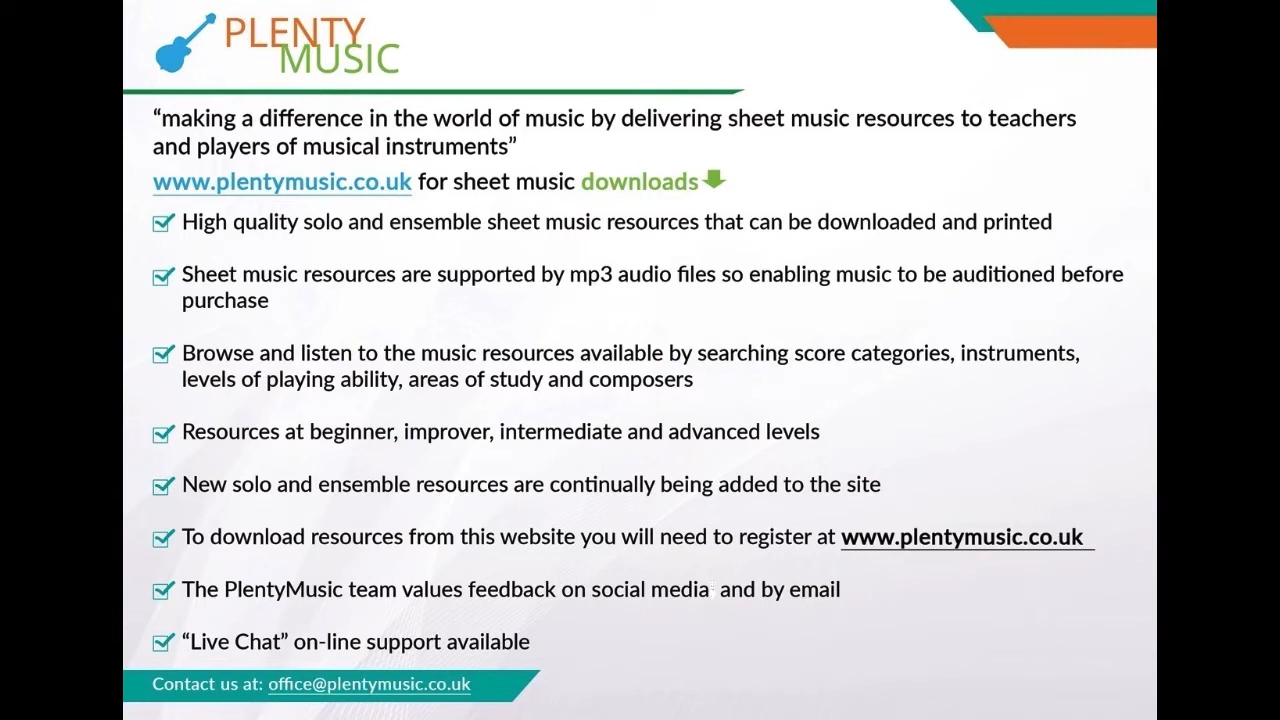 PLENTY
MUSIC
“making a difference in the world of music by delivering sheet music resources to teachers
and players of musical instruments”
www.plentymusic.co.uk for sheet music downloads
High quality solo and ensemble sheet music resources that can be downloaded and printed
Sheet music resources are supported by mp3 audio files so enabling music to be auditioned before
purchase
Browse and listen to the music resources available by searching score categories, instruments,
levels of playing ability, areas of study and composers
Resources at beginner, improver, intermediate and advanced levels
New solo and ensemble resources are continually being added to the site
To download resources from this website you will need to register at www.plentymusic.co.uk
The PlentyMusic team values feedback on social media and by email
“Live Chat” on-line support available
Contact us at: office@plentymusic.co.uk